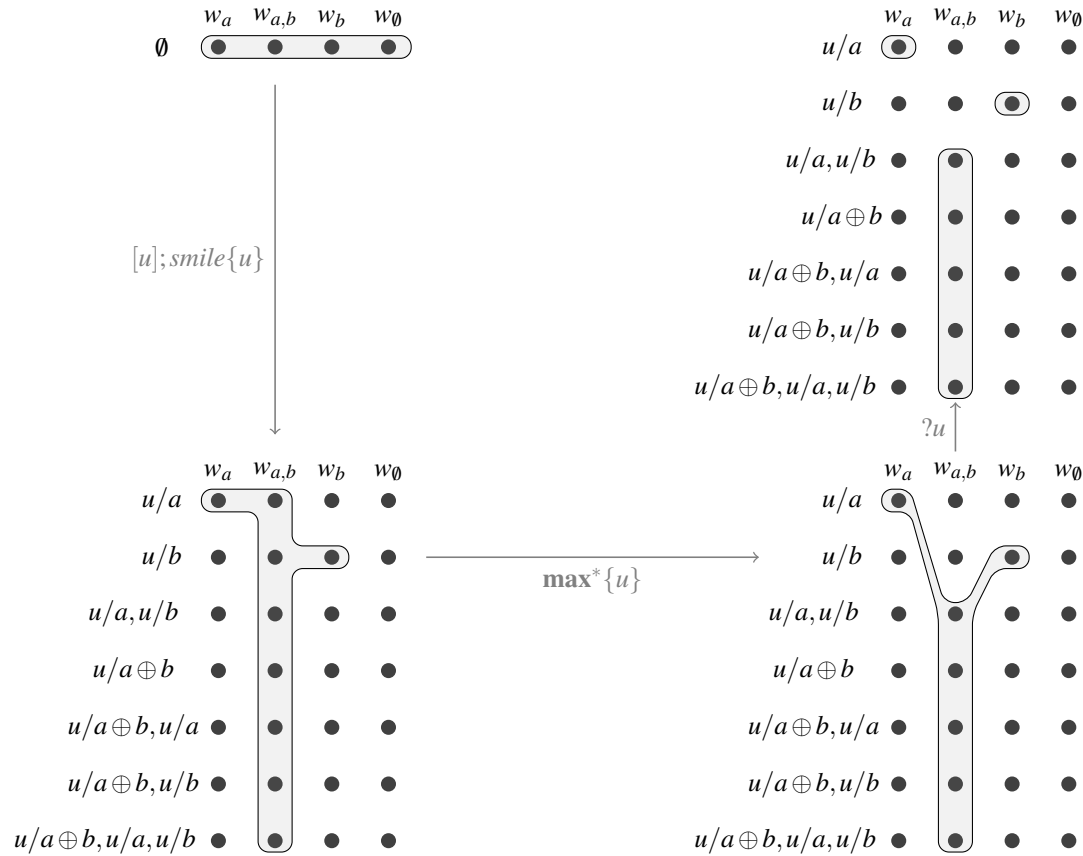 w_a w_{a,b} w_b w_∅
∅
[u];smile{u}
w_a w_{a,b} w_b w_∅
u/a
u/b
u/a,u/b
u/a⊕b
u/a⊕b,u/a
u/a⊕b,u/b
u/a⊕b,u/a,u/b
w_a w_{a,b} w_b w_∅
u/a
u/b
u/a,u/b
u/a⊕b
u/a⊕b,u/a
u/a⊕b,u/b
u/a⊕b,u/a,u/b
max*{u}
?u
w_a w_{a,b} w_b w_∅
u/a
u/b
u/a,u/b
u/a⊕b
u/a⊕b,u/a
u/a⊕b,u/b
u/a⊕b,u/a,u/b